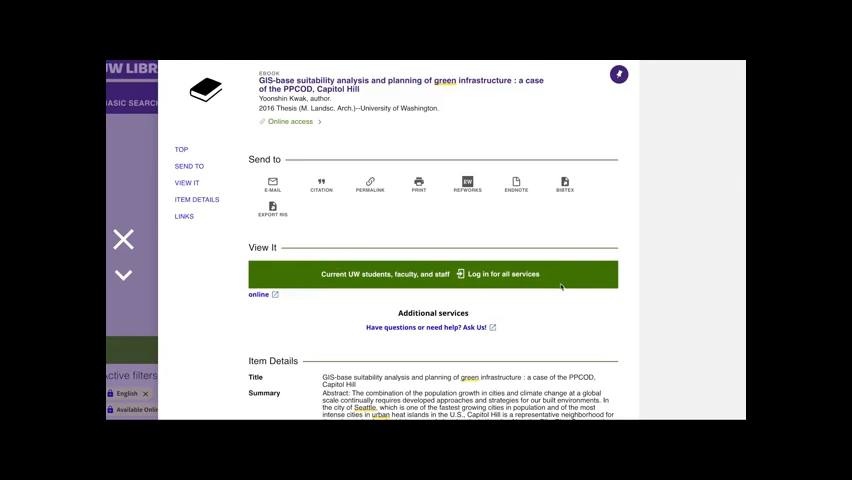 UW LIBR
BASIC SEARCH
Active filters
English
Available Onlin
EBOOK
GIS-base suitability analysis and planning of green infrastructure : a case
of the PPCOD, Capitol Hill
Yoonshin Kwak, author.
2016 Thesis (M. Landsc. Arch.)--University of Washington.
Online access
TOP
SEND TO
VIEW IT
ITEM DETAILS
LINKS
Send to
E-MAIL
CITATION
PERMALINK
PRINT
RW
REFWORKS
ENDNOTE
BIBTEX
EXPORT RIS
View It
Current UW students, faculty, and staff Log in for all services
online
Additional services
Have questions or need help? Ask Us!
Item Details
Title GIS-base suitability analysis and planning of green infrastructure : a case of the PPCOD,
Capitol Hill
Summary Abstract: The combination of the population growth in cities and climate change at a global
scale continually requires developed approaches and strategies for our built environments. In
the city of Seattle, which is one of the fastest growing cities in population and of the most
intense cities in urban heat islands in the U.S., Capitol Hill is a representative neighborhood for